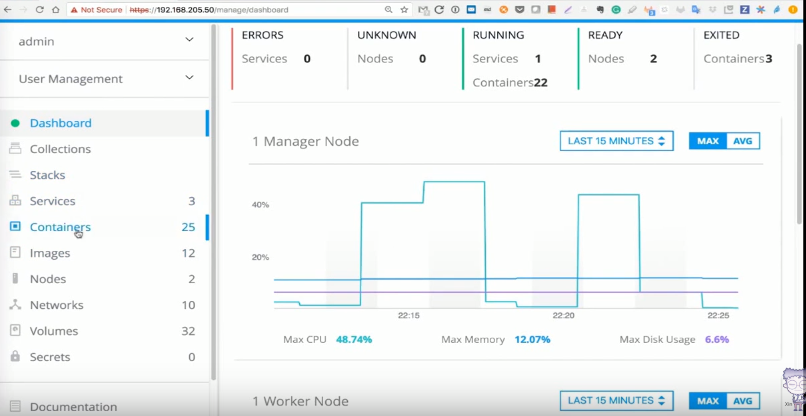 Not Secure https://192.168.205.50/manage/dashboard
admin
User Management
Dashboard
Collections
Stacks
Services 3
Containers 25
Images 12
Nodes 2
Networks 10
Volumes 32
Secrets 0
Documentation
ERRORS
Services 0
UNKNOWN
Nodes 0
RUNNING
Services 1
Containers22
READY
Nodes 2
EXITED
Containers3
1 Manager Node
LAST 15 MINUTES
MAX AVG
40%
20%
22:15 22:20 22:25
Max CPU 48.74% Max Memory 12.07% Max Disk Usage 6.6%
1 Worker Node
LAST 15 MINUTES
MAX AVG